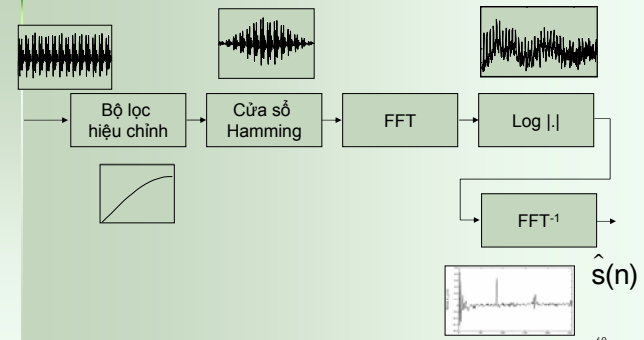 Bộ lọc
hiệu chỉnh
Cửa sổ
Hamming
FFT
Log |.|
FFT-1
ŝ(n)